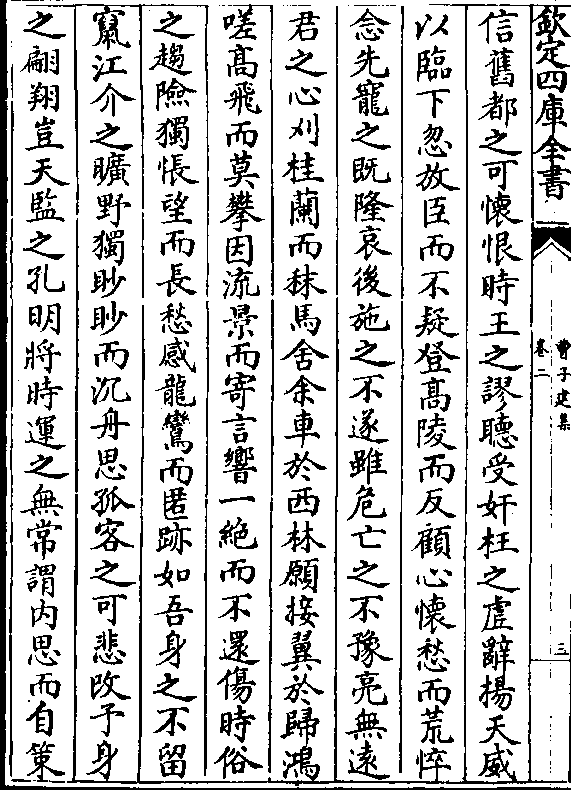 欽定四庫全書
曹子建集
卷二
三
信舊都之可懷恨時王之謬聽受奸枉之虛辭揚天威
以臨下忽放臣而不疑登高陵而反顧心懷愁而荒悴
念先寵之既隆哀後施之不遂雖危亡之不豫亮無遠
君之心刈桂蘭而秣馬舍余車於西林願接翼於歸鴻
嗟高飛而莫攀因流景而寄言響一絶而不還傷時俗
之趨險獨悵望而長愁感龍鸞而匿跡如吾身之不留
竄江介之曠野獨眇眇而汎舟思孤客之可悲改予身
之翩翔豈天監之孔明將時運之無常謂内思而自策